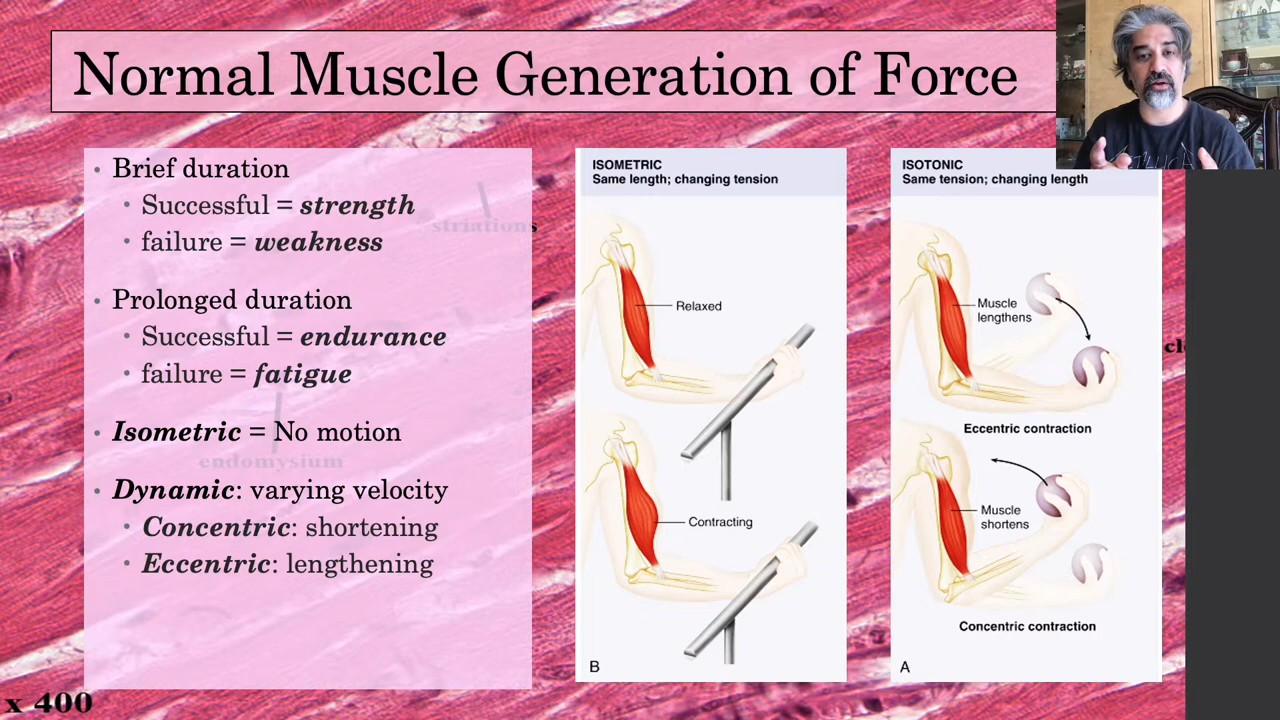 Normal Muscle Generation of Force
• Brief duration
• Successful = strength
• failure = weakness
• Prolonged duration
• Successful = endurance
• failure = fatigue
• Isometric = No motion
• Dynamic: varying velocity
• Concentric: shortening
• Eccentric: lengthening
striations
endomysium
x 400
ISOMETRIC
Same length; changing tension
Relaxed
Contracting
B
ISOTONIC
Same tension; changing length
Muscle
lengthens
Eccentric contraction
Muscle
shortens
Concentric contraction
A